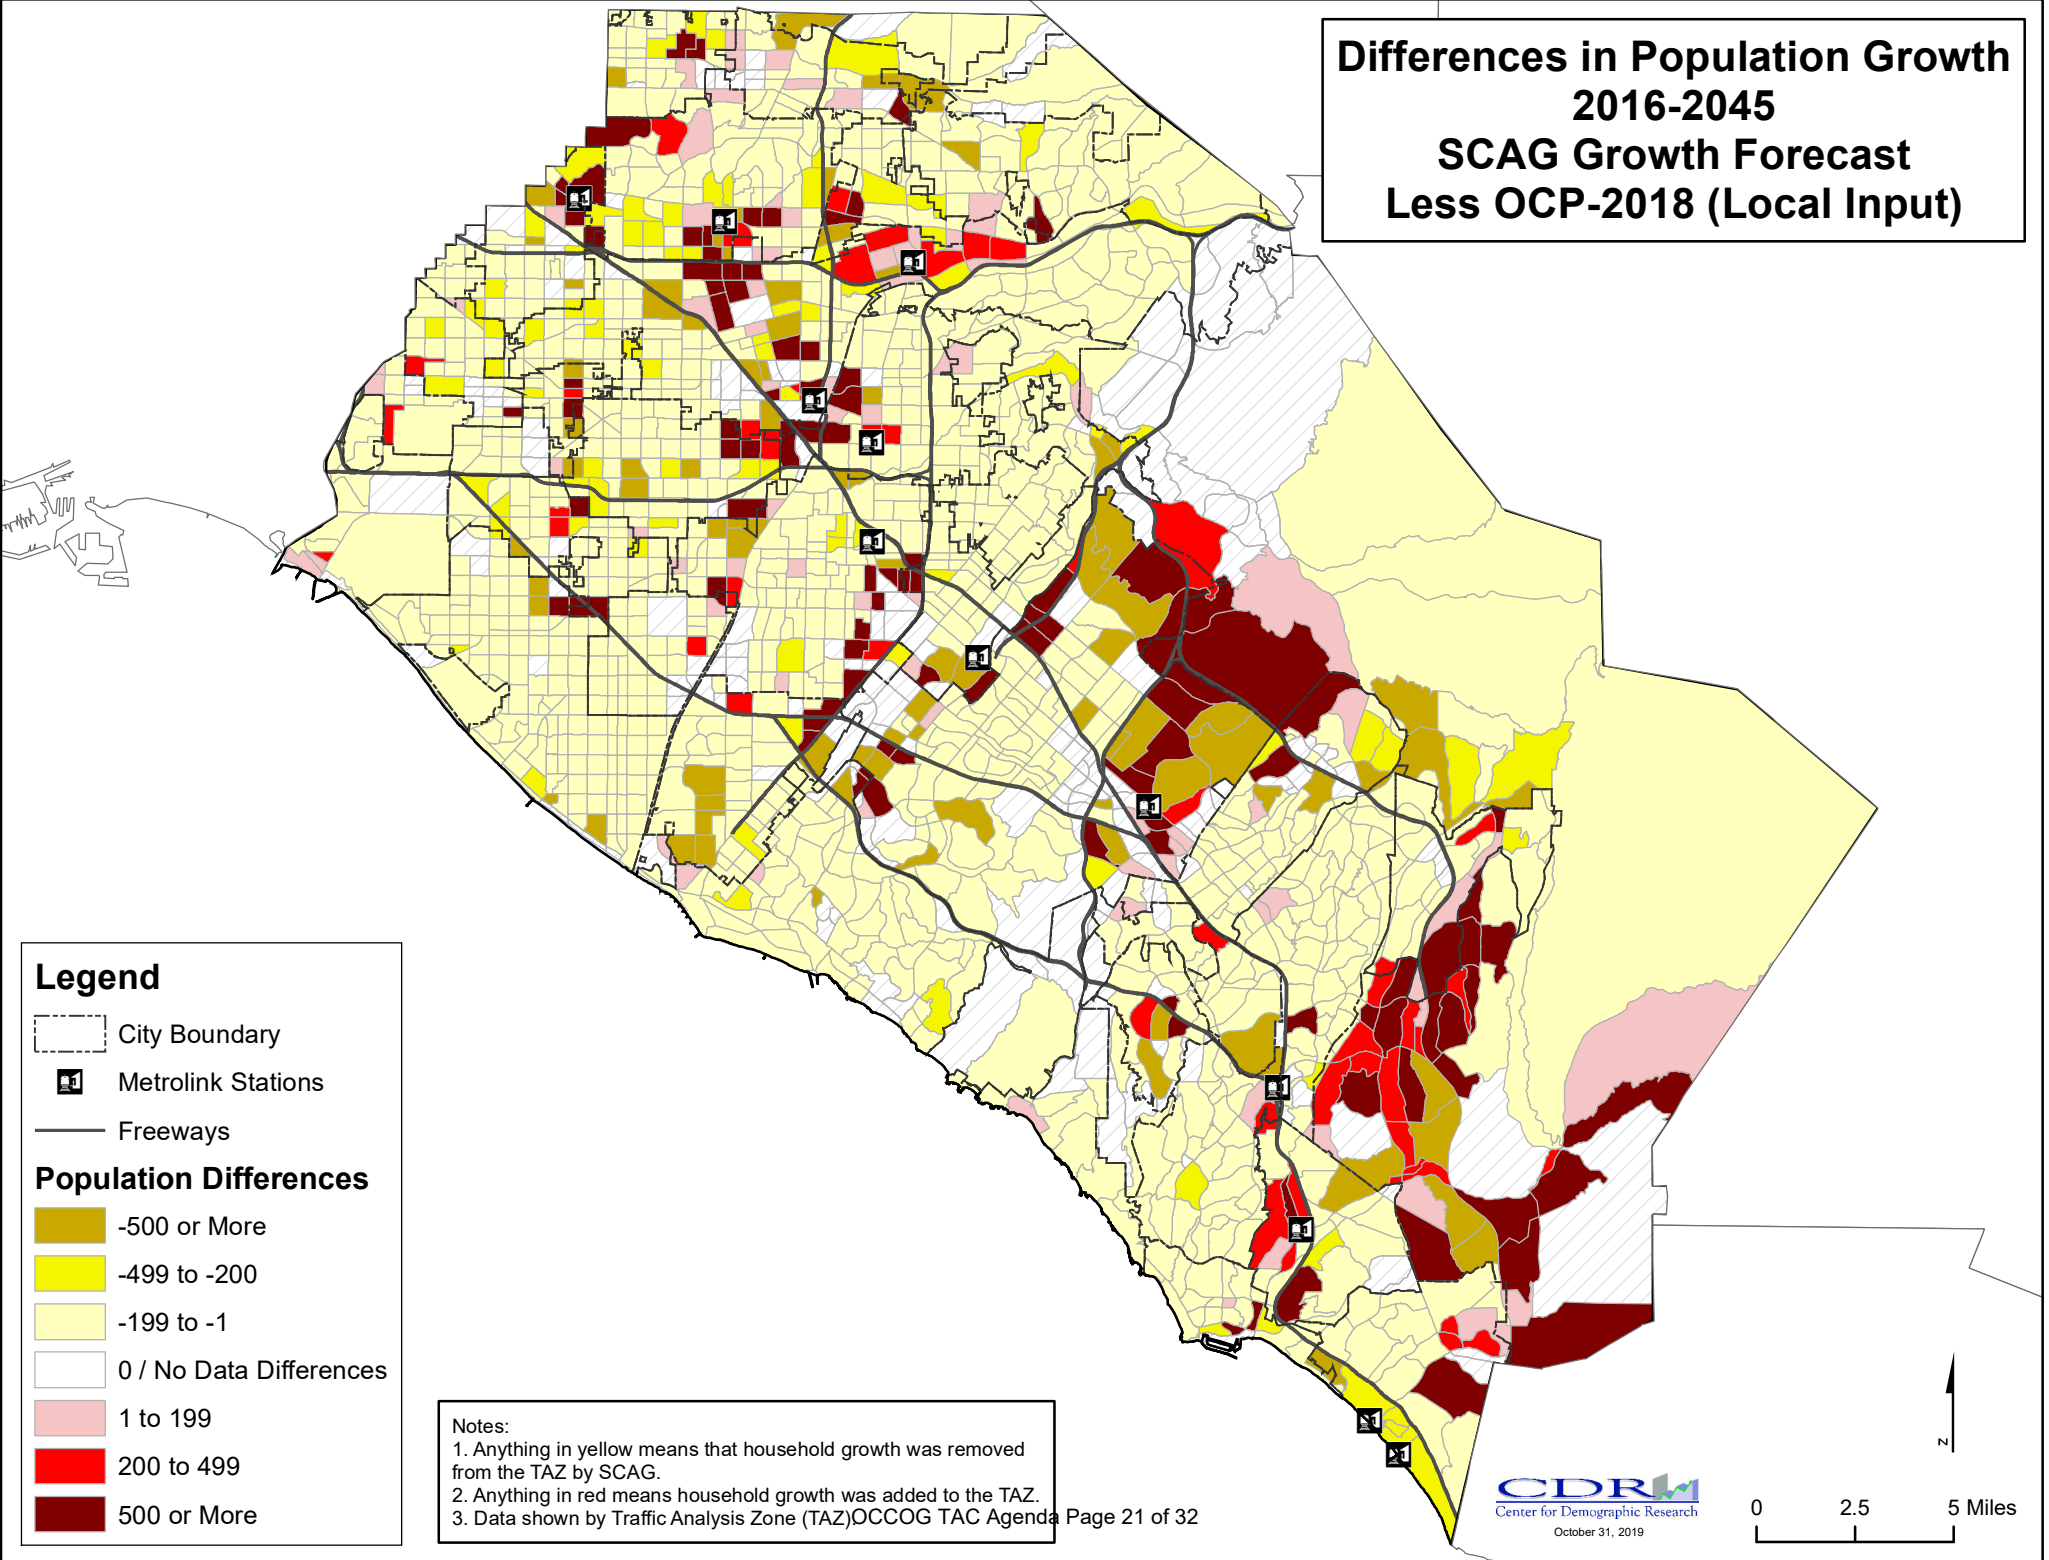 Differences in Population Growth
2016-2045
SCAG Growth Forecast
Less OCP-2018 (Local Input)
Legend
City Boundary
Metrolink Stations
Freeways
Population Differences
-500 or More
-499 to -200
-199 to -1
0 / No Data Differences
1 to 199
200 to 499
500 or More
Notes:
1. Anything in yellow means that household growth was removed
from the TAZ by SCAG.
2. Anything in red means household growth was added to the TAZ.
3. Data shown by Traffic Analysis Zone (TAZ)OCCOG TAC Agenda Page 21 of 32
CDR
Center for Demographic Research
October 31, 2019
z
0 2.5 5 Miles